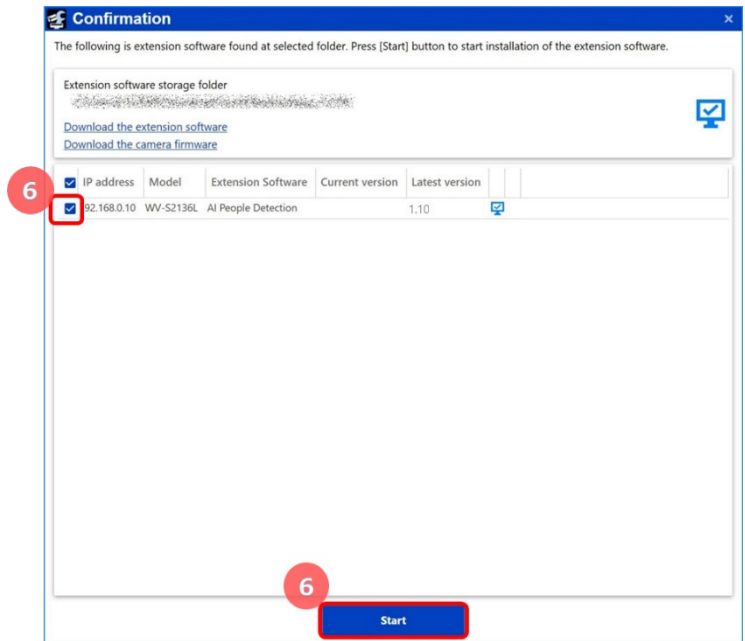 Confirmation
The following is extension software found at selected folder. Press [Start] button to start installation of the extension software.
Extension software storage folder
Download the extension software
Download the camera firmware
6
IP address Model Extension Software Current version Latest version
92.168.0.10 WV-S2136L AI People Detection 1.10
6
Start